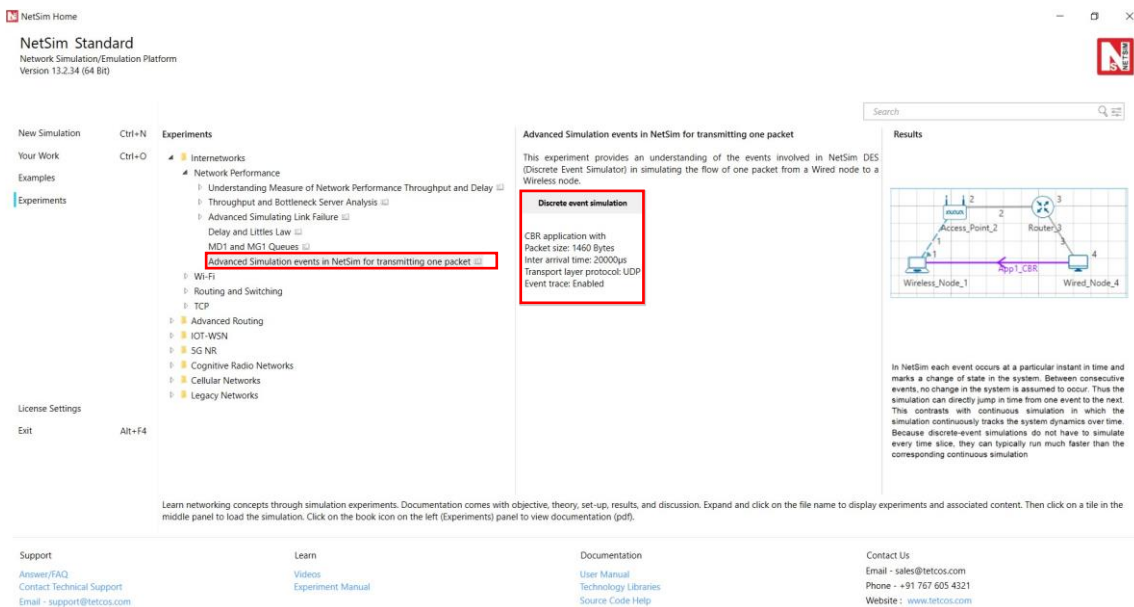 NetSim Home
NetSim Standard
Network Simulation/Emulation Platform
Version 13.2.34 (64 Bit)
NETSIM
Search
New Simulation Ctrl+N
Your Work Ctrl+O
Examples
Experiments
License Settings
Exit Alt+F4
Experiments
Internetworks
Network Performance
Understanding Measure of Network Performance Throughput and Delay
Throughput and Bottleneck Server Analysis
Advanced Simulating Link Failure
Delay and Littles Law
MD1 and MG1 Queues
Advanced Simulation events in NetSim for transmitting one packet
Wi-Fi
Routing and Switching
TCP
Advanced Routing
IOT-WSN
5G NR
Cognitive Radio Networks
Cellular Networks
Legacy Networks
Advanced Simulation events in NetSim for transmitting one packet
This experiment provides an understanding of the events involved in NetSim DES
(Discrete Event Simulator) in simulating the flow of one packet from a Wired node to a
Wireless node.
Discrete event simulation
CBR application with
Packet size: 1460 Bytes
Inter arrival time: 20000µs
Transport layer protocol: UDP
Event trace: Enabled
Results
2 3
2
Access_Point_2 Router_3
1 3
1 4
App1_CBR
Wireless_Node_1 Wired_Node_4
In NetSim each event occurs at a particular instant in time and
marks a change of state in the system. Between consecutive
events, no change in the system is assumed to occur. Thus the
simulation can directly jump in time from one event to the next.
This contrasts with continuous simulation in which the
simulation continuously tracks the system dynamics over time.
Because discrete-event simulations do not have to simulate
every time slice, they can typically run much faster than the
corresponding continuous simulation
Learn networking concepts through simulation experiments. Documentation comes with objective, theory, set-up, results, and discussion. Expand and click on the file name to display experiments and associated content. Then click on a tile in the
middle panel to load the simulation. Click on the book icon on the left (Experiments) panel to view documentation (pdf).
Support
Answer/FAQ
Contact Technical Support
Email - support@tetcos.com
Learn
Videos
Experiment Manual
Documentation
User Manual
Technology Libraries
Source Code Help
Contact Us
Email - sales@tetcos.com
Phone - +91 767 605 4321
Website : www.tetcos.com